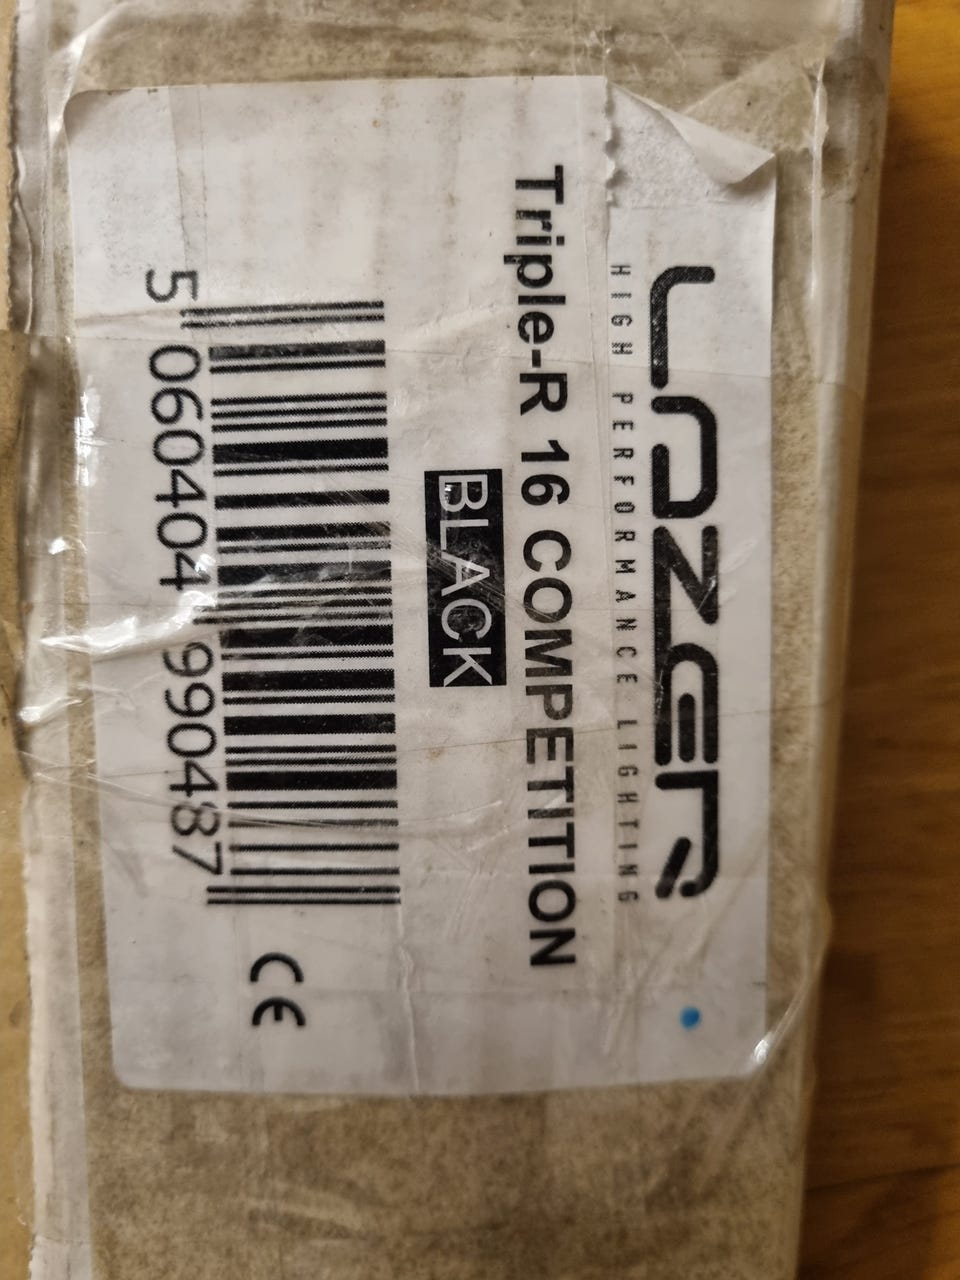 LAZER
HIGH PERFORMANCE LIGHTING
Triple-R 16 COMPETITION
BLACK
5 060404 990487
CE